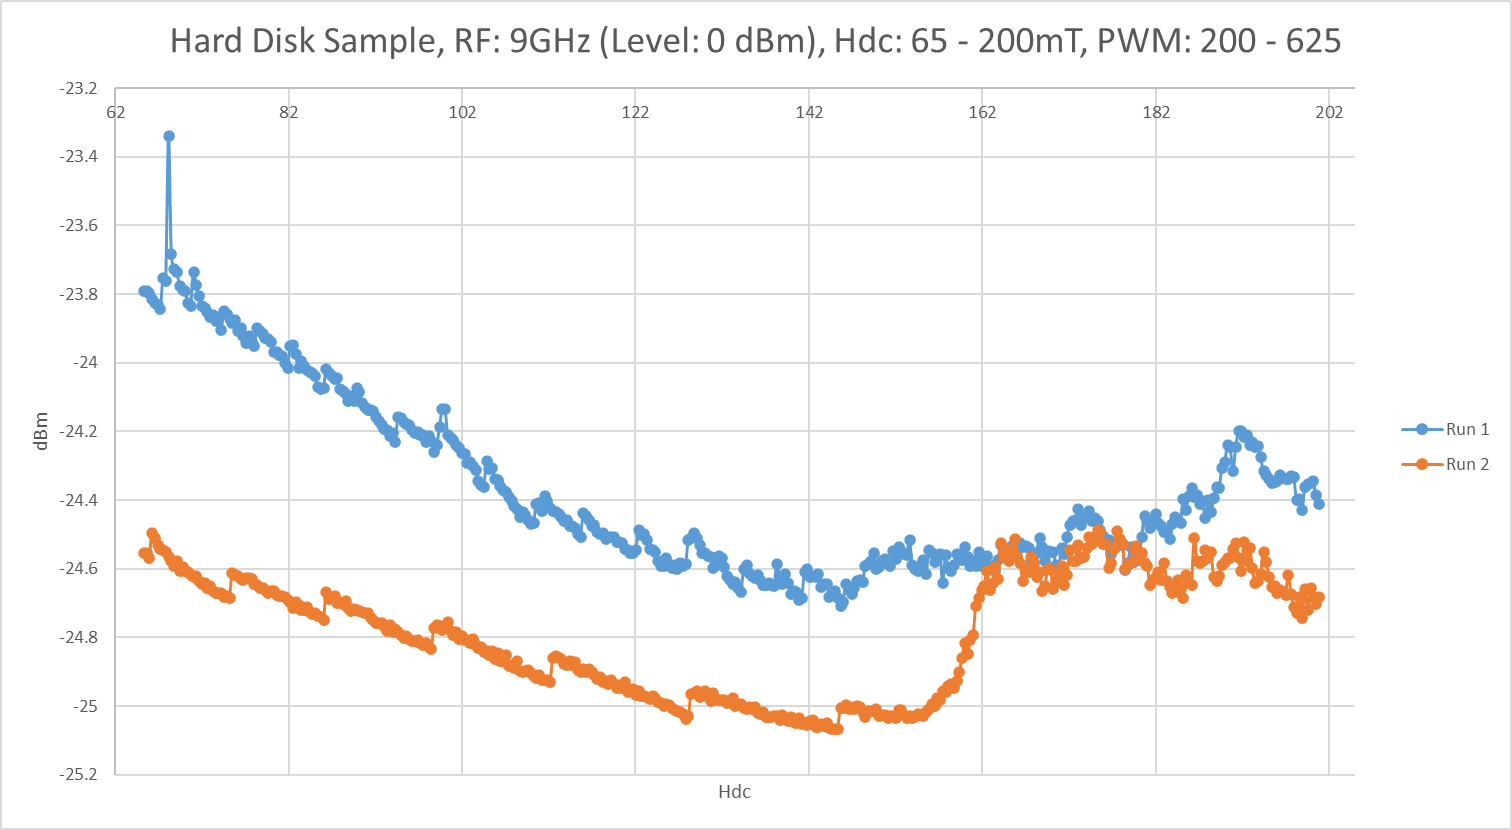 Hard Disk Sample, RF: 9GHz (Level: 0 dBm), Hdc: 65 - 200mT, PWM: 200 - 625
-23.2
62 82 102 122 142 162 182 202
-23.4
-23.6
-23.8
-24
-24.2
-24.4
-24.6
-24.8
-25
-25.2
dBm
Hdc
Run 1
Run 2